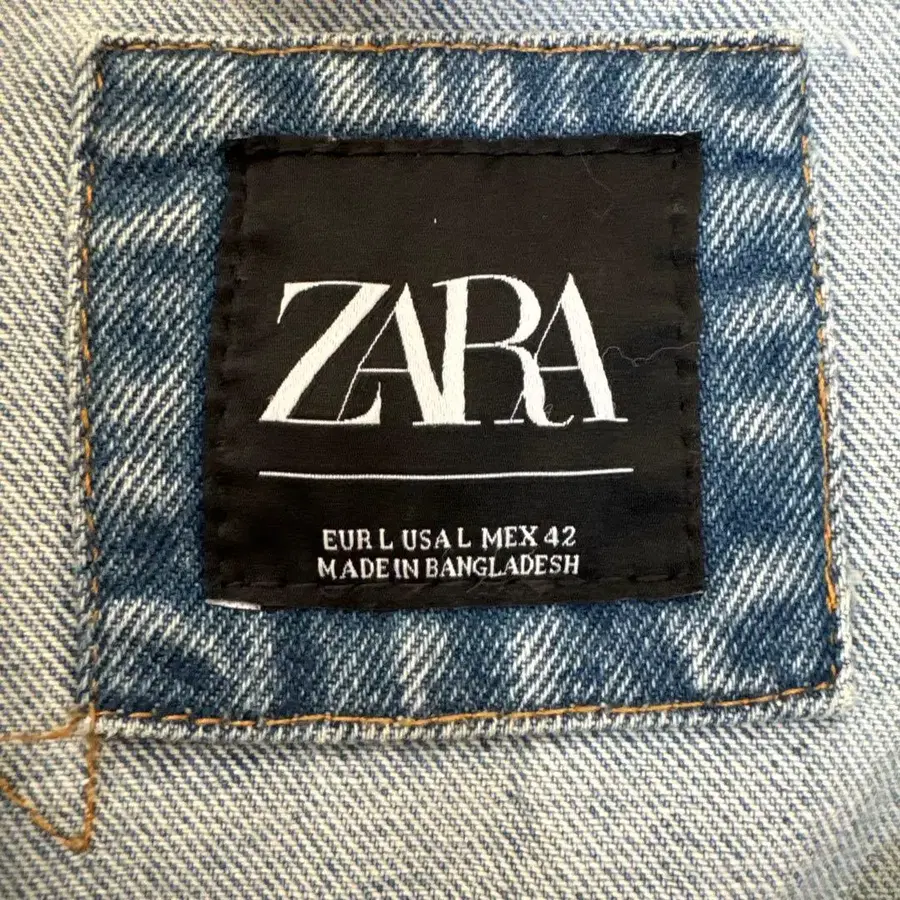 ZARA
EUR L USA L MEX 42
MADE IN BANGLADESH